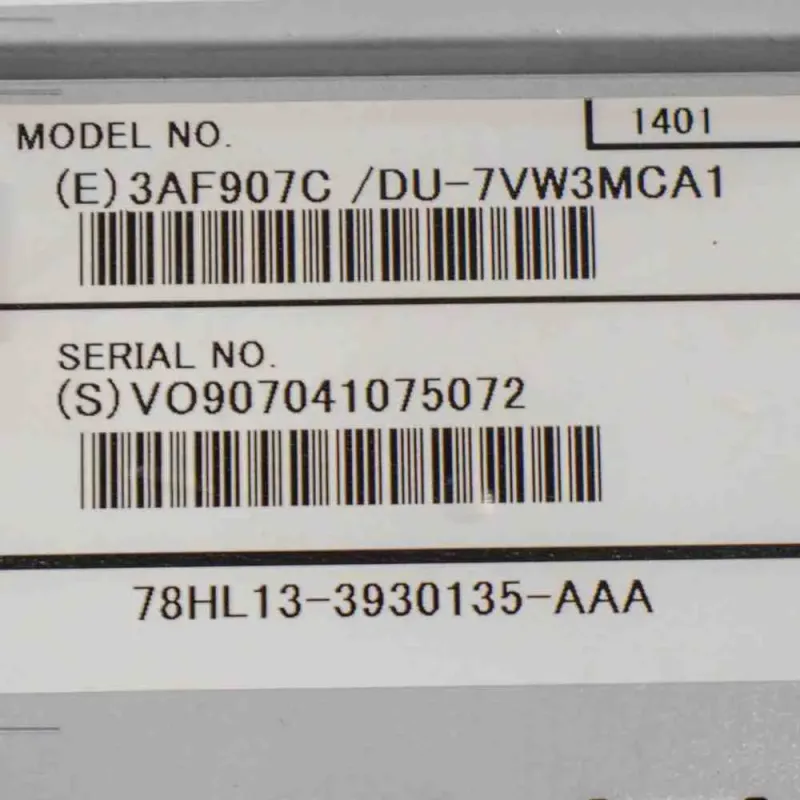 MODEL NO.
1401
(E)3AF907C /DU-7VW3MCA1
SERIAL NO.
(S)VO907041075072
78HL13-3930135-AAA